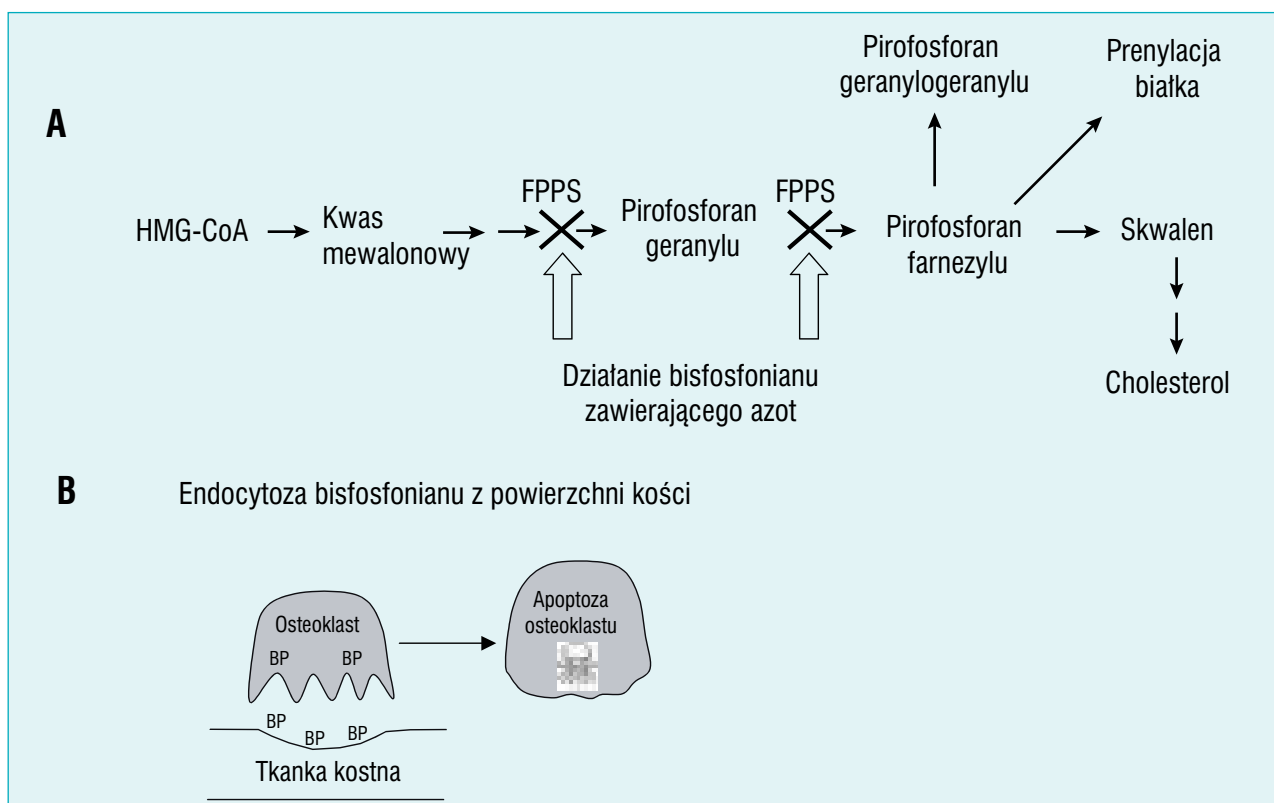 A
Pirofosforan
geranylogeranylu
Prenylacja
białka
HMG-CoA
Kwas
mewalonowy
FPPS
Pirofosforan
geranylu
FPPS
Pirofosforan
farnezylu
Skwalen
Cholesterol
Działanie bisfosfonianu
zawierającego azot
B
Endocytoza bisfosfonianu z powierzchni kości
Osteoklast
BP BP
Apoptoza
osteoklastu
BP BP BP
Tkanka kostna